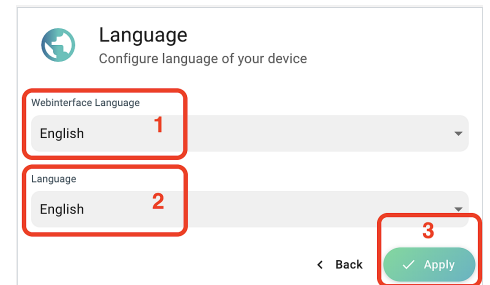 Language
Configure language of your device
Webinterface Language
English
1
Language
English
2
3
Back
Apply